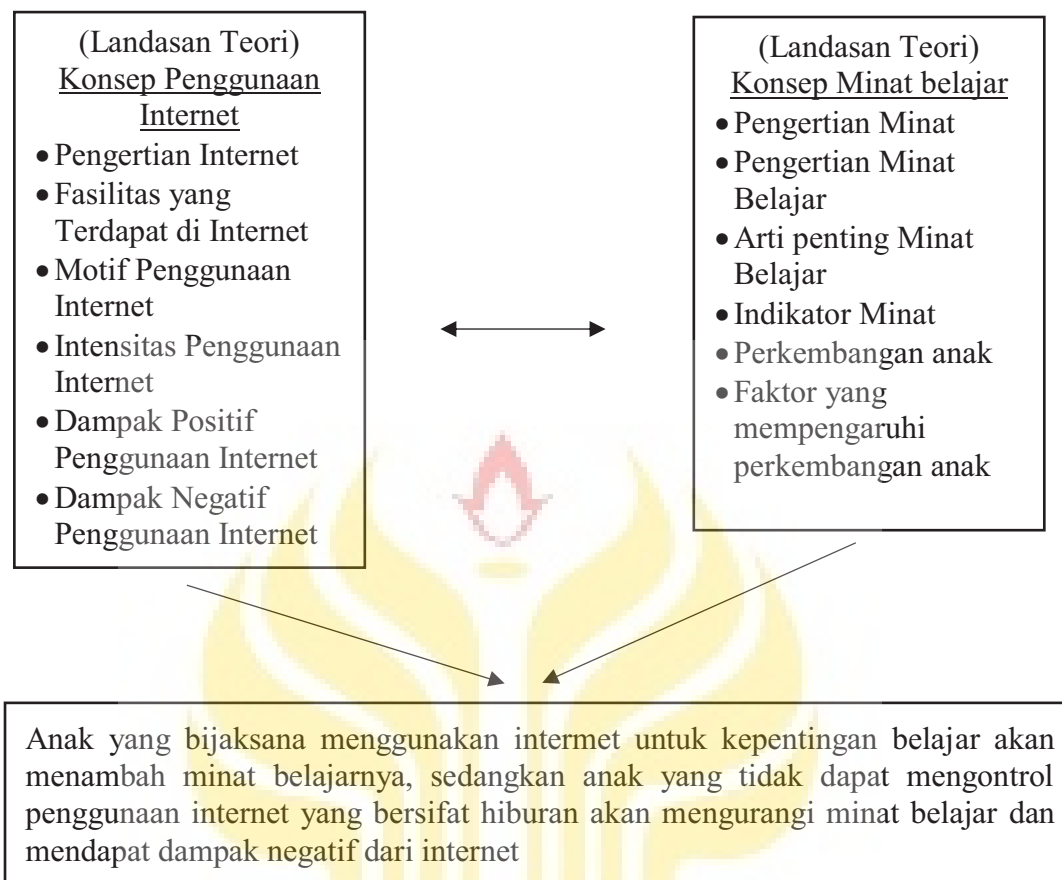 (Landasan Teori)
Konsep Penggunaan
Internet
• Pengertian Internet
• Fasilitas yang
Terdapat di Internet
• Motif Penggunaan
Internet
• Intensitas Penggunaan
Internet
• Dampak Positif
Penggunaan Internet
• Dampak Negatif
Penggunaan Internet
(Landasan Teori)
Konsep Minat belajar
• Pengertian Minat
• Pengertian Minat
Belajar
• Arti penting Minat
Belajar
• Indikator Minat
• Perkembangan anak
• Faktor yang
mempengaruhi
perkembangan anak
Anak yang bijaksana menggunakan intermet untuk kepentingan belajar akan
menambah minat belajarnya, sedangkan anak yang tidak dapat mengontrol
penggunaan internet yang bersifat hiburan akan mengurangi minat belajar dan
mendapat dampak negatif dari internet